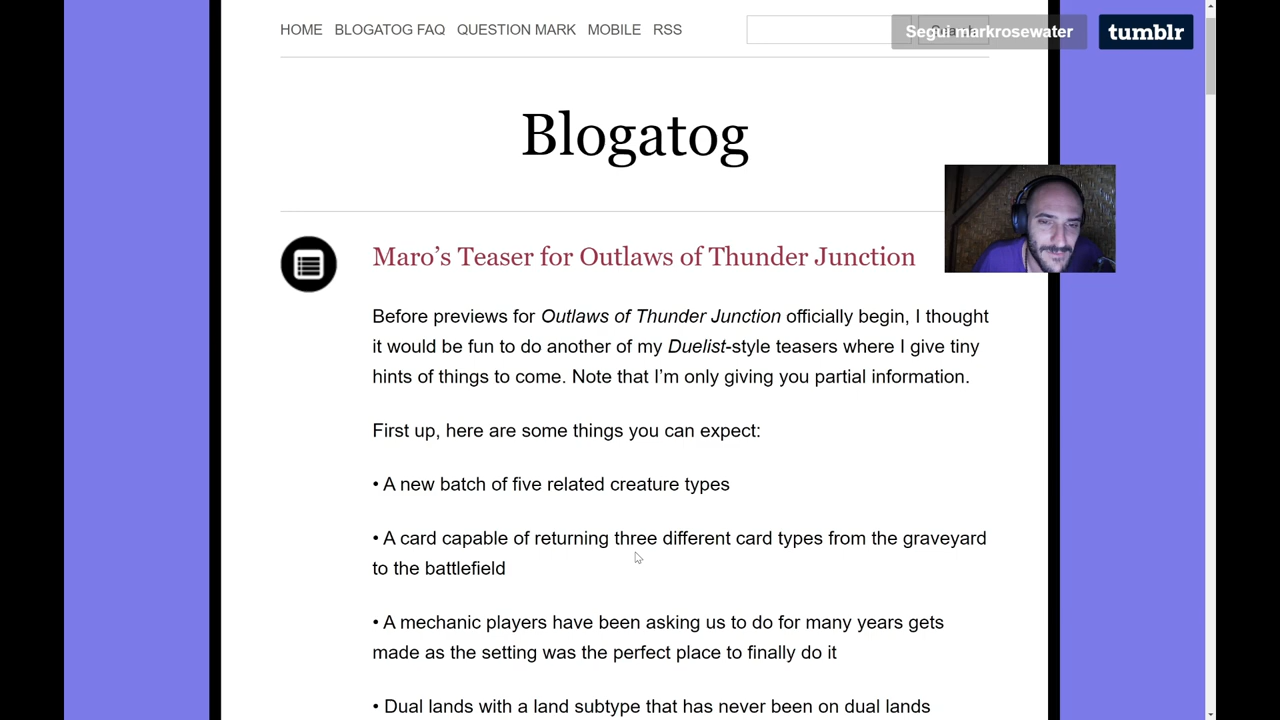 HOME BLOGATOG FAQ QUESTION MARK MOBILE RSS
Segui markrosewater
tumblr
Blogatog
Maro’s Teaser for Outlaws of Thunder Junction
Before previews for Outlaws of Thunder Junction officially begin, I thought
it would be fun to do another of my Duelist-style teasers where I give tiny
hints of things to come. Note that I’m only giving you partial information.
First up, here are some things you can expect:
• A new batch of five related creature types
• A card capable of returning three different card types from the graveyard
to the battlefield
• A mechanic players have been asking us to do for many years gets
made as the setting was the perfect place to finally do it
• Dual lands with a land subtype that has never been on dual lands